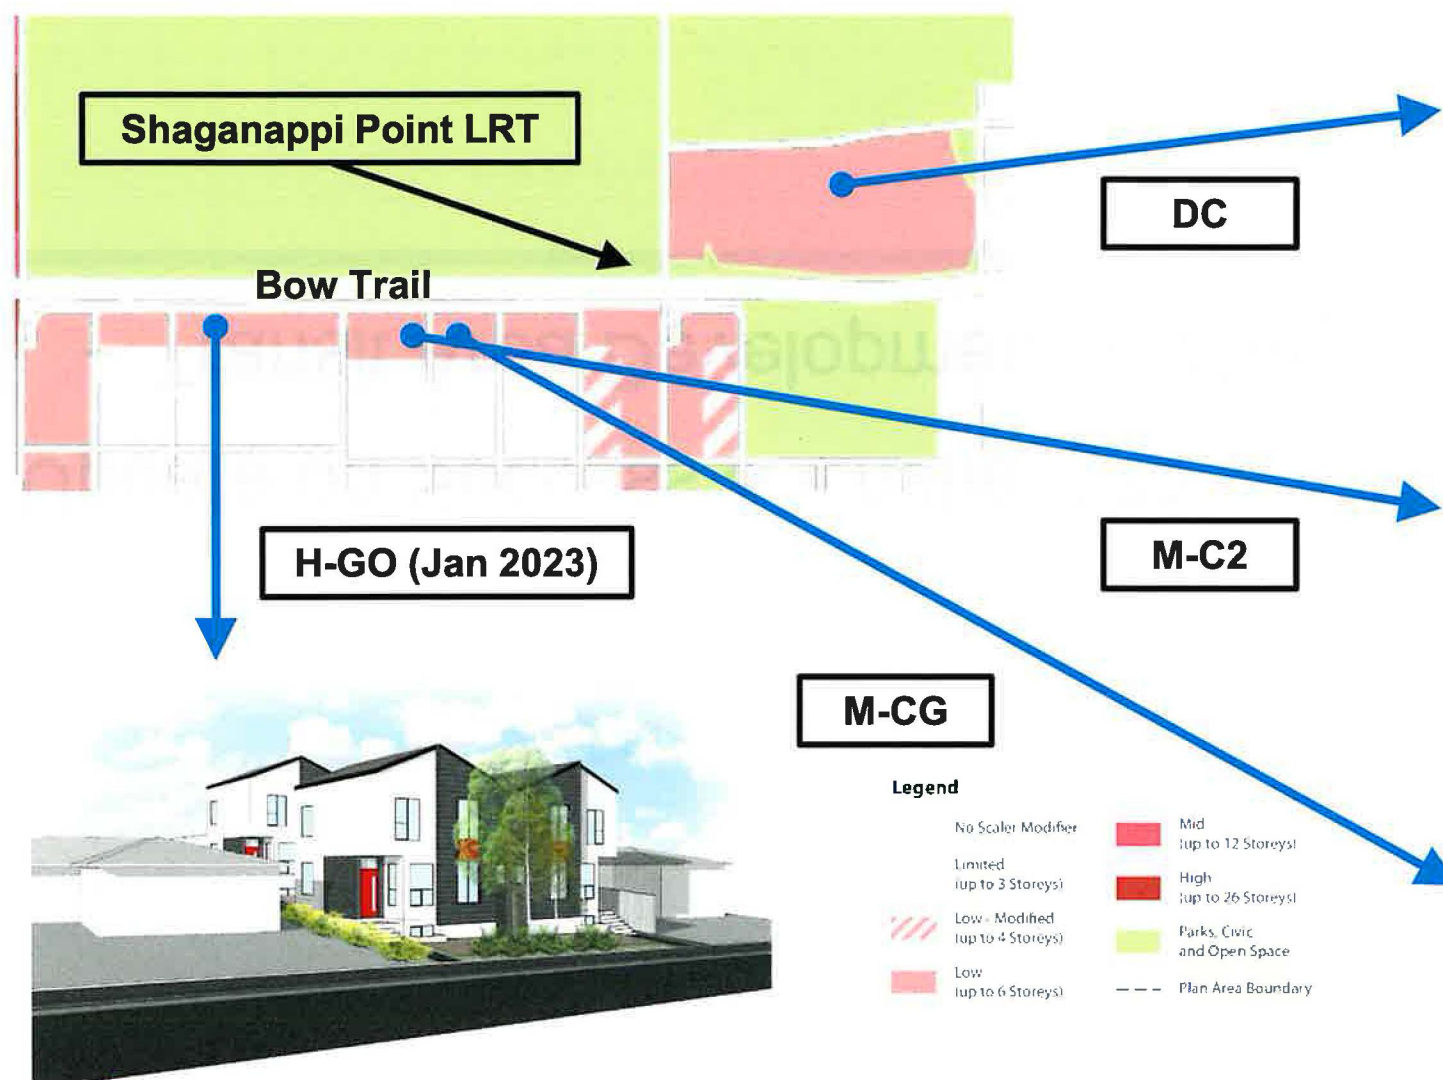 Shaganappi Point LRT
DC
Bow Trail
H-GO (Jan 2023)
M-C2
M-CG
Legend
No Scaler Modifier
Limited
(up to 3 Storeys)
Low - Modified
(up to 4 Storeys)
Low
(up to 6 Storeys)
Mid
(up to 12 Storeys)
High
(up to 26 Storeys)
Parks, Civic
and Open Space
Plan Area Boundary